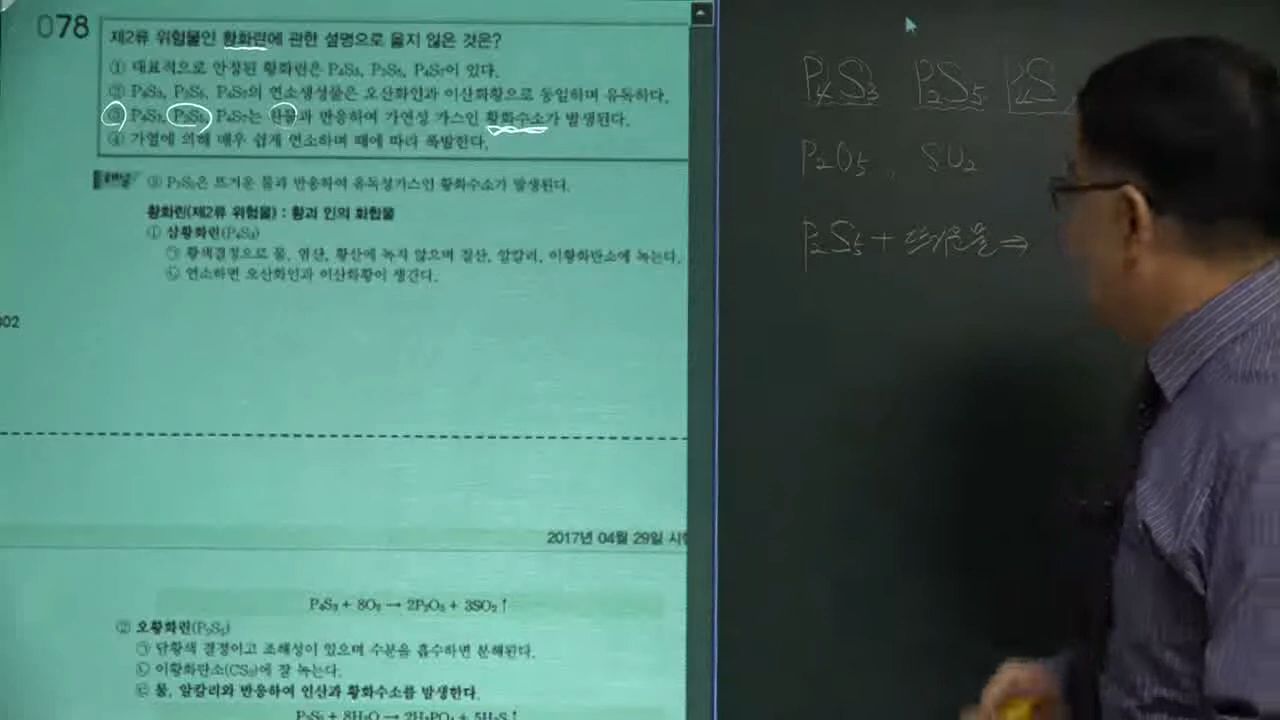 078
제2류 위험물인 황화린에 관한 설명으로 옳지 않은 것은?
① 대표적으로 안정된 황화린은 P₄S₃, P₂S₅, P₄S₇이 있다.
② P₄S₃, P₂S₅, P₄S₇의 연소생성물은 오산화인과 이산화황으로 동일하며 유독하다.
③ P₄S₃, P₂S₅, P₄S₇는 찬물과 반응하여 가연성 가스인 황화수소가 발생된다.
④ 가열에 의해 매우 쉽게 연소하며 때에 따라 폭발한다.
해설 ③ P₂S₅은 뜨거운 물과 반응하여 유독성가스인 황화수소가 발생된다.
황화린(제2류 위험물) : 황과 인의 화합물
① 삼황화린(P₄S₃)
㉠ 황색결정으로 물, 염산, 황산에 녹지 않으며 질산, 알칼리, 이황화탄소에 녹는다.
㉡ 연소하면 오산화인과 이산화황이 생긴다.
302
2017년 04월 29일 시
P₄S₃ + 8O₂ → 2P₂O₅ + 3SO₂↑
② 오황화린(P₂S₅)
㉠ 담황색 결정이고 조해성이 있으며 수분을 흡수하면 분해된다.
㉡ 이황화탄소(CS₂)에 잘 녹는다.
㉢ 물, 알칼리와 반응하여 인산과 황화수소를 발생한다.
P₂S₅ + 8H₂O → 2H₃PO₄ + 5H₂S↑
P₄S₃ P₂S₅
P₂O₅, SO₂
P₂S₅ + 뜨거운물 ⇒